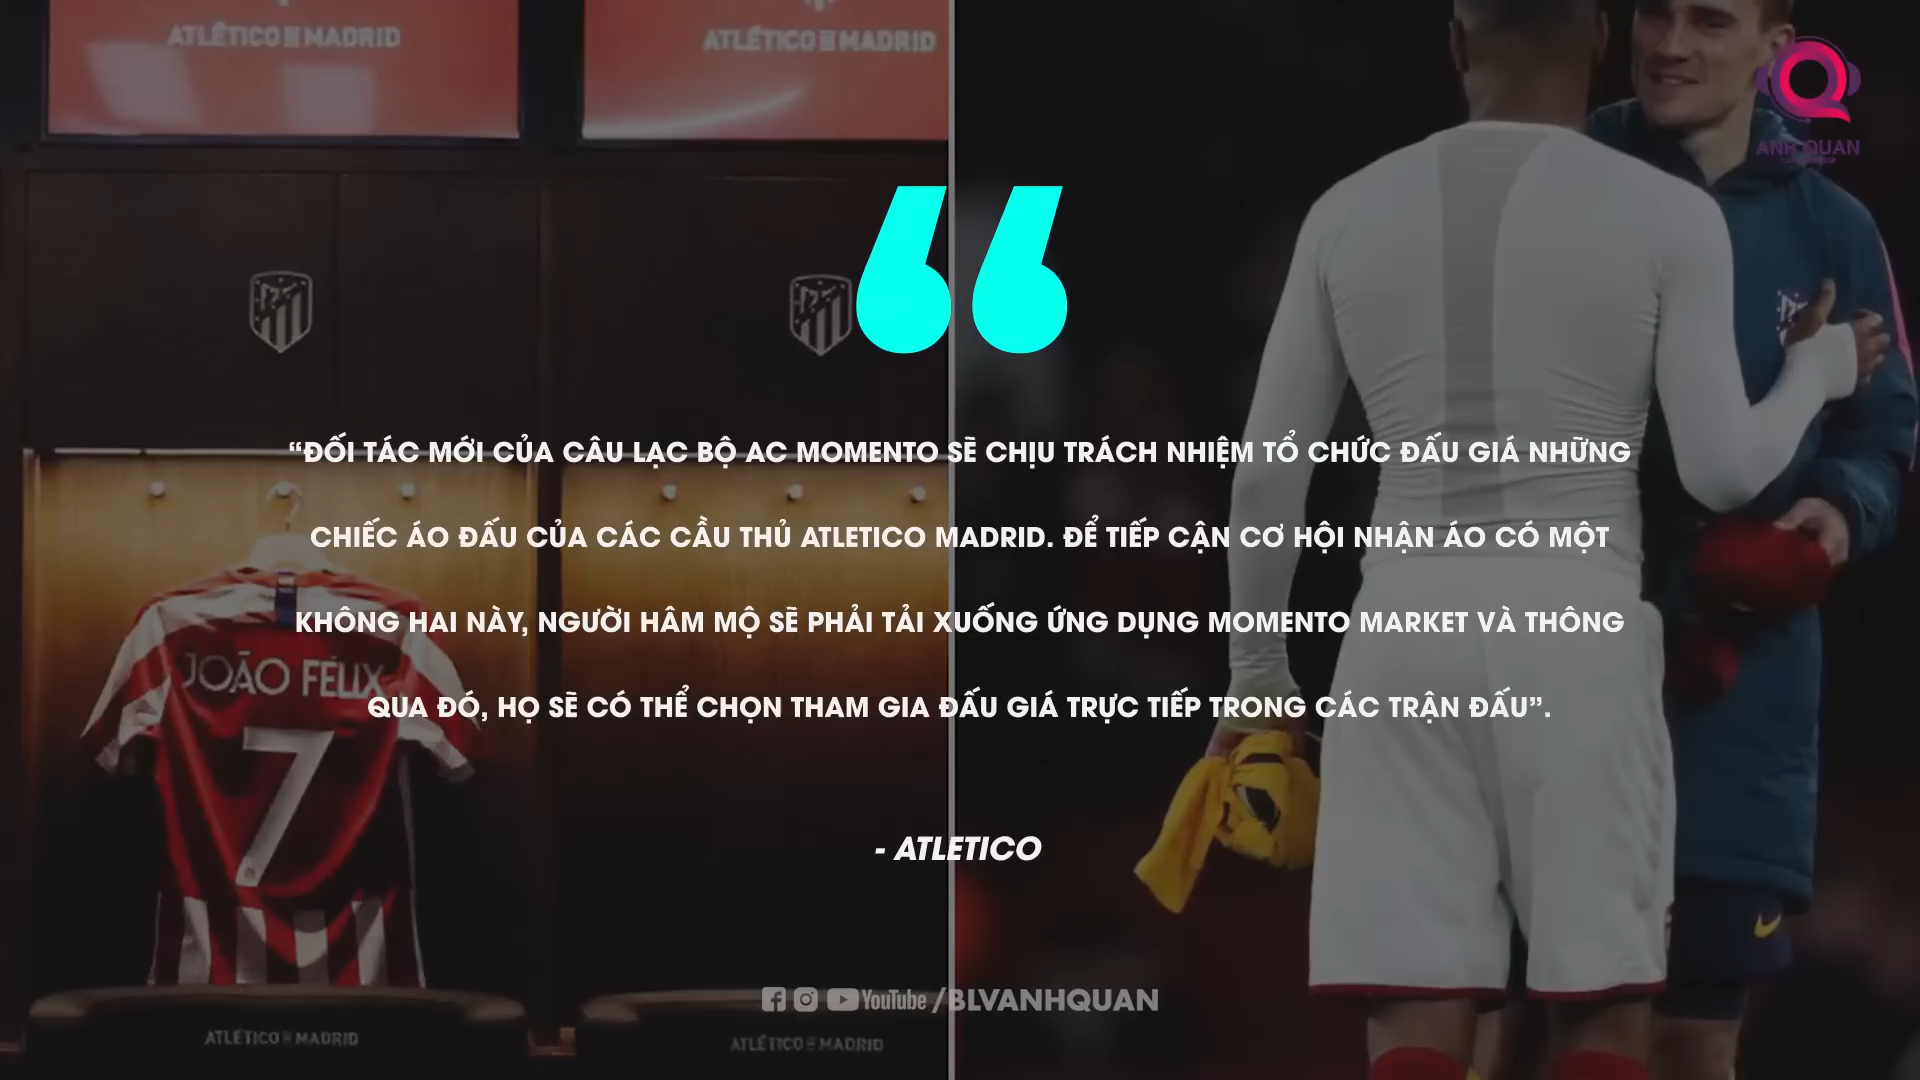 ATLÉTICO DE MADRID
ATLÉTICO DE MADRID
ANH QUAN
“ĐỐI TÁC MỚI CỦA CÂU LẠC BỘ AC MOMENTO SẼ CHỊU TRÁCH NHIỆM TỔ CHỨC ĐẤU GIÁ NHỮNG
CHIẾC ÁO ĐẤU CỦA CÁC CẦU THỦ ATLETICO MADRID. ĐỂ TIẾP CẬN CƠ HỘI NHẬN ÁO CÓ MỘT
KHÔNG HAI NÀY, NGƯỜI HÂM MỘ SẼ PHẢI TẢI XUỐNG ỨNG DỤNG MOMENTO MARKET VÀ THÔNG
QUA ĐÓ, HỌ SẼ CÓ THỂ CHỌN THAM GIA ĐẤU GIÁ TRỰC TIẾP TRONG CÁC TRẬN ĐẤU”.
JOÃO FÉLIX
7
- ATLETICO
YouTube /BLVANHQUAN
ATLÉTICO DE MADRID
ATLÉTICO DE MADRID